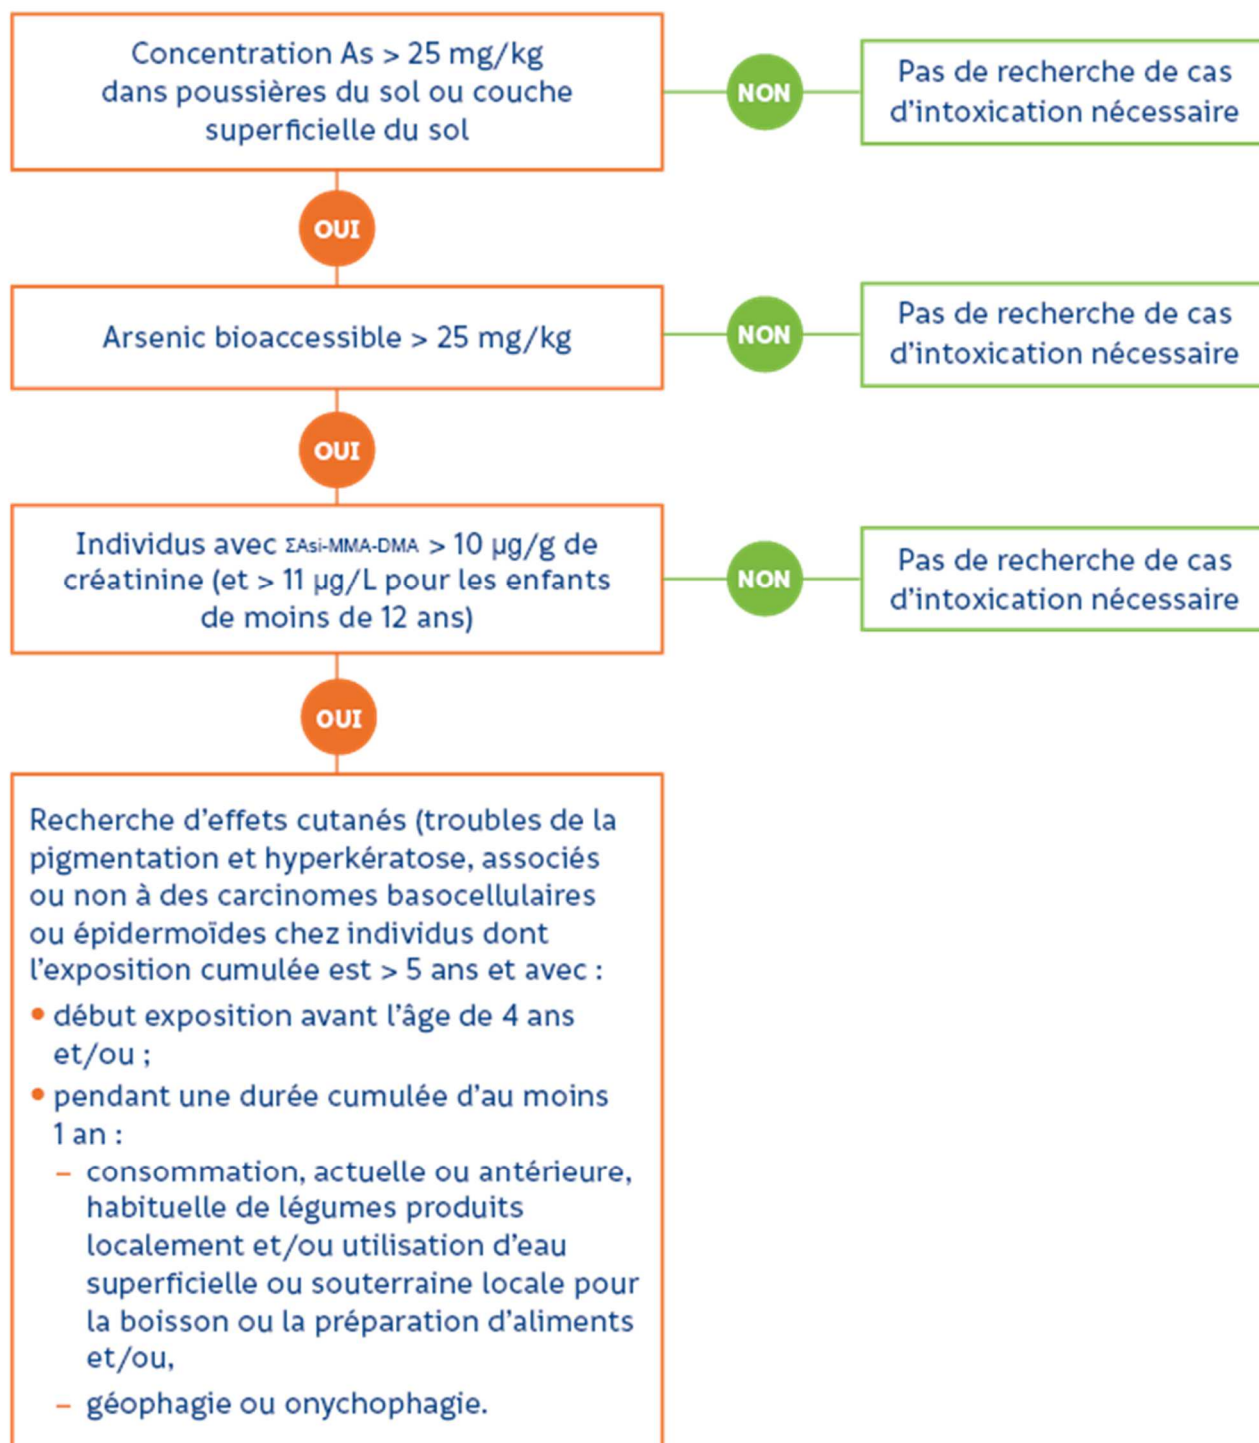 Concentration As > 25 mg/kg
dans poussières du sol ou couche
superficielle du sol
NON
Pas de recherche de cas
d'intoxication nécessaire
OUI
Arsenic bioaccessible > 25 mg/kg
NON
Pas de recherche de cas
d'intoxication nécessaire
OUI
Individus avec ΣAsi-MMA-DMA > 10 µg/g de
créatinine (et > 11 µg/L pour les enfants
de moins de 12 ans)
NON
Pas de recherche de cas
d'intoxication nécessaire
OUI
Recherche d'effets cutanés (troubles de la
pigmentation et hyperkératose, associés
ou non à des carcinomes basocellulaires
ou épidermoïdes chez individus dont
l'exposition cumulée est > 5 ans et avec :
• début exposition avant l'âge de 4 ans
et/ou ;
• pendant une durée cumulée d'au moins
1 an :
– consommation, actuelle ou antérieure,
habituelle de légumes produits
localement et/ou utilisation d'eau
superficielle ou souterraine locale pour
la boisson ou la préparation d'aliments
et/ou,
– géophagie ou onychophagie.